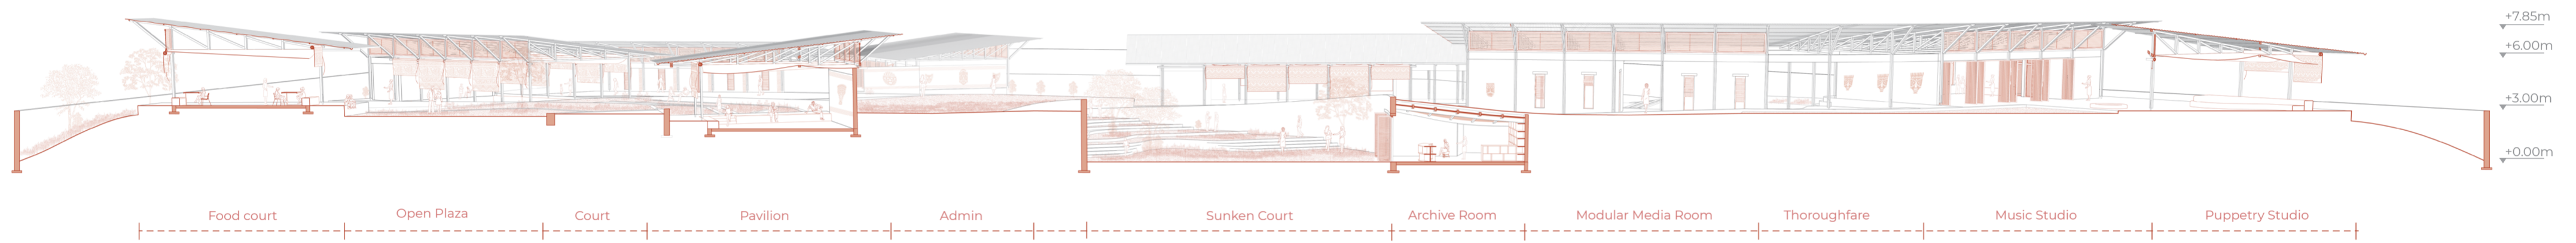 +7.85m
+6.00m
+3.00m
+0.00m
Food court
Open Plaza
Court
Pavilion
Admin
Sunken Court
Archive Room
Modular Media Room
Thoroughfare
Music Studio
Puppetry Studio